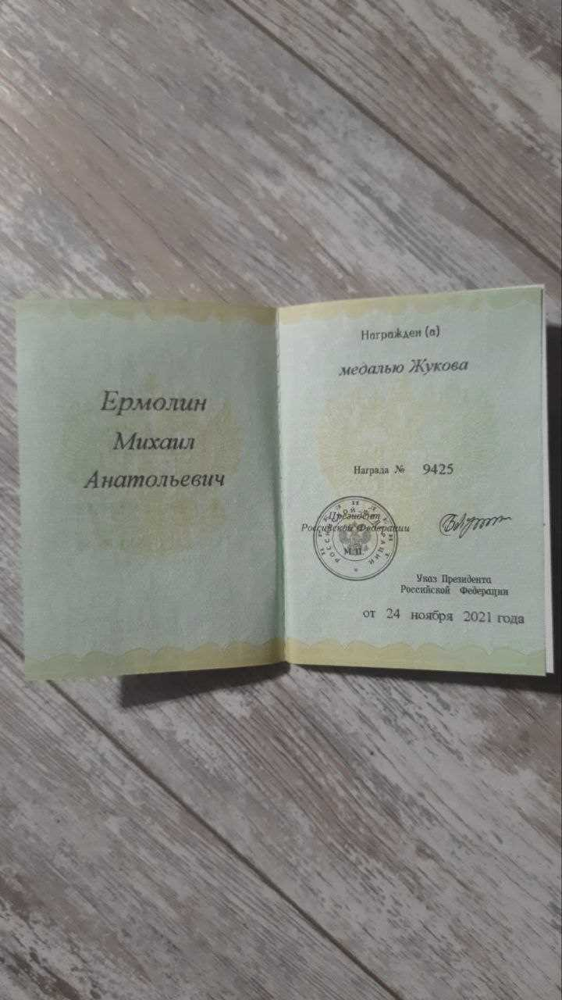 Ермолин
Михаил
Анатольевич
Награжден (а)
медалью Жукова
Награда № 9425
Президент
Российской Федерации
М.П.
Указ Президента
Российской Федерации
от 24 ноября 2021 года